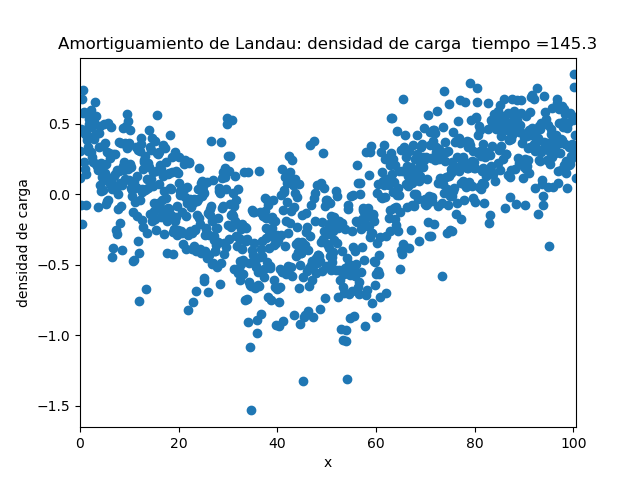 Amortiguamiento de Landau: densidad de carga  tiempo =145.3
densidad de carga
0.5
0.0
−0.5
−1.0
−1.5
0 20 40 60 80 100
x